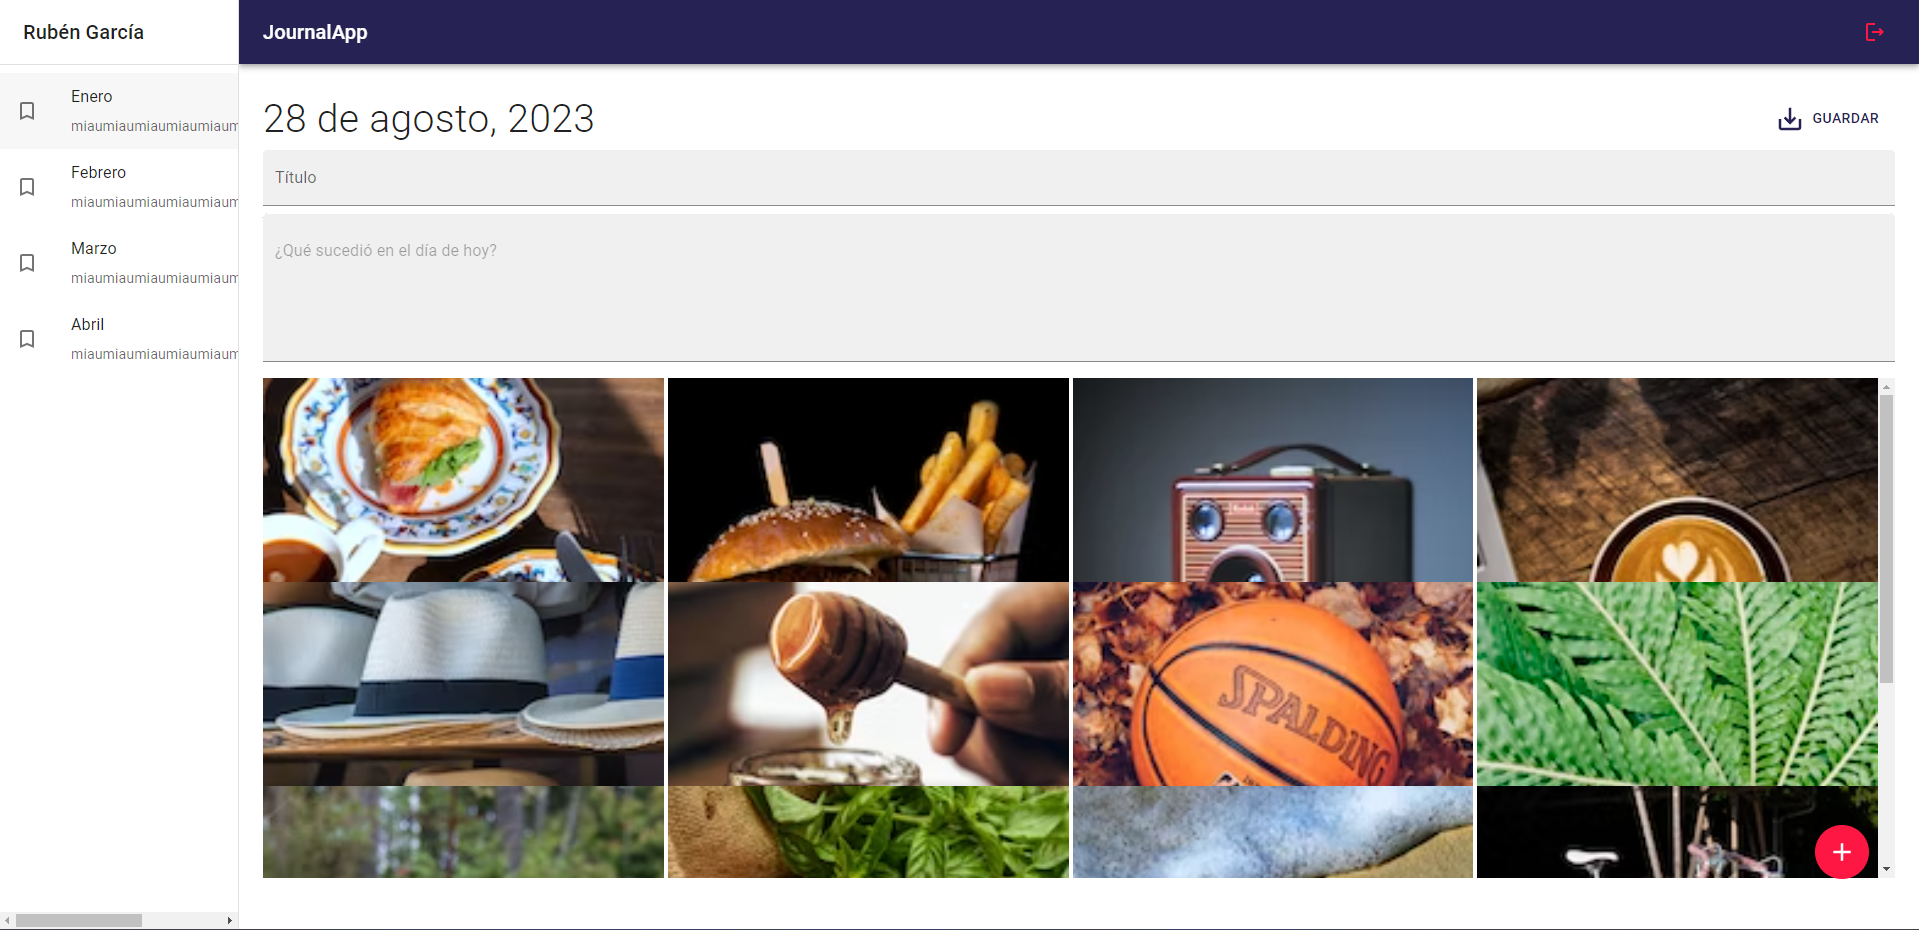 Rubén García
JournalApp
Enero
miaumiaumiaumiaumiaum
Febrero
miaumiaumiaumiaumiaum
Marzo
miaumiaumiaumiaumiaum
Abril
miaumiaumiaumiaumiaum
28 de agosto, 2023
GUARDAR
Título
¿Qué sucedió en el día de hoy?
SPALDING